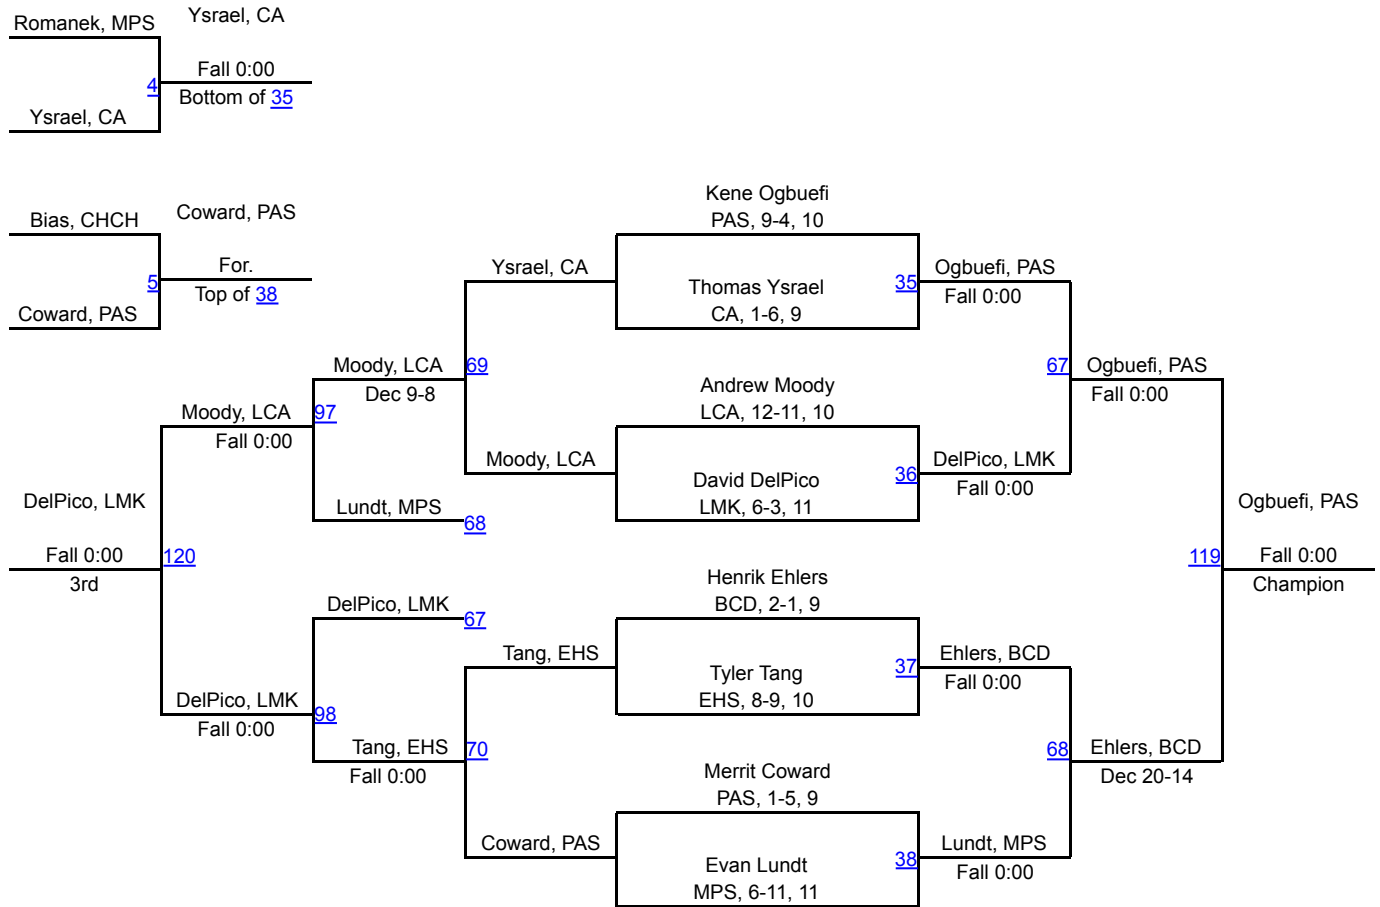 Romanek, MPS
Ysrael, CA
Fall 0:00
4
Bottom of 35
Ysrael, CA
Bias, CHCH
Coward, PAS
For.
5
Top of 38
Coward, PAS
Kene Ogbuefi
PAS, 9-4, 10
Ysrael, CA
Thomas Ysrael
CA, 1-6, 9
35
Ogbuefi, PAS
Fall 0:00
Moody, LCA
69
Dec 9-8
67
Ogbuefi, PAS
Fall 0:00
Andrew Moody
LCA, 12-11, 10
Moody, LCA
97
Fall 0:00
Moody, LCA
David DelPico
LMK, 6-3, 11
36
DelPico, LMK
Fall 0:00
DelPico, LMK
Lundt, MPS
68
Ogbuefi, PAS
Fall 0:00
120
3rd
119
Fall 0:00
Champion
Henrik Ehlers
BCD, 2-1, 9
DelPico, LMK
67
Tang, EHS
Tyler Tang
EHS, 8-9, 10
37
Ehlers, BCD
Fall 0:00
DelPico, LMK
98
Fall 0:00
Tang, EHS
70
Fall 0:00
68
Ehlers, BCD
Dec 20-14
Merrit Coward
PAS, 1-5, 9
Coward, PAS
Evan Lundt
MPS, 6-11, 11
38
Lundt, MPS
Fall 0:00